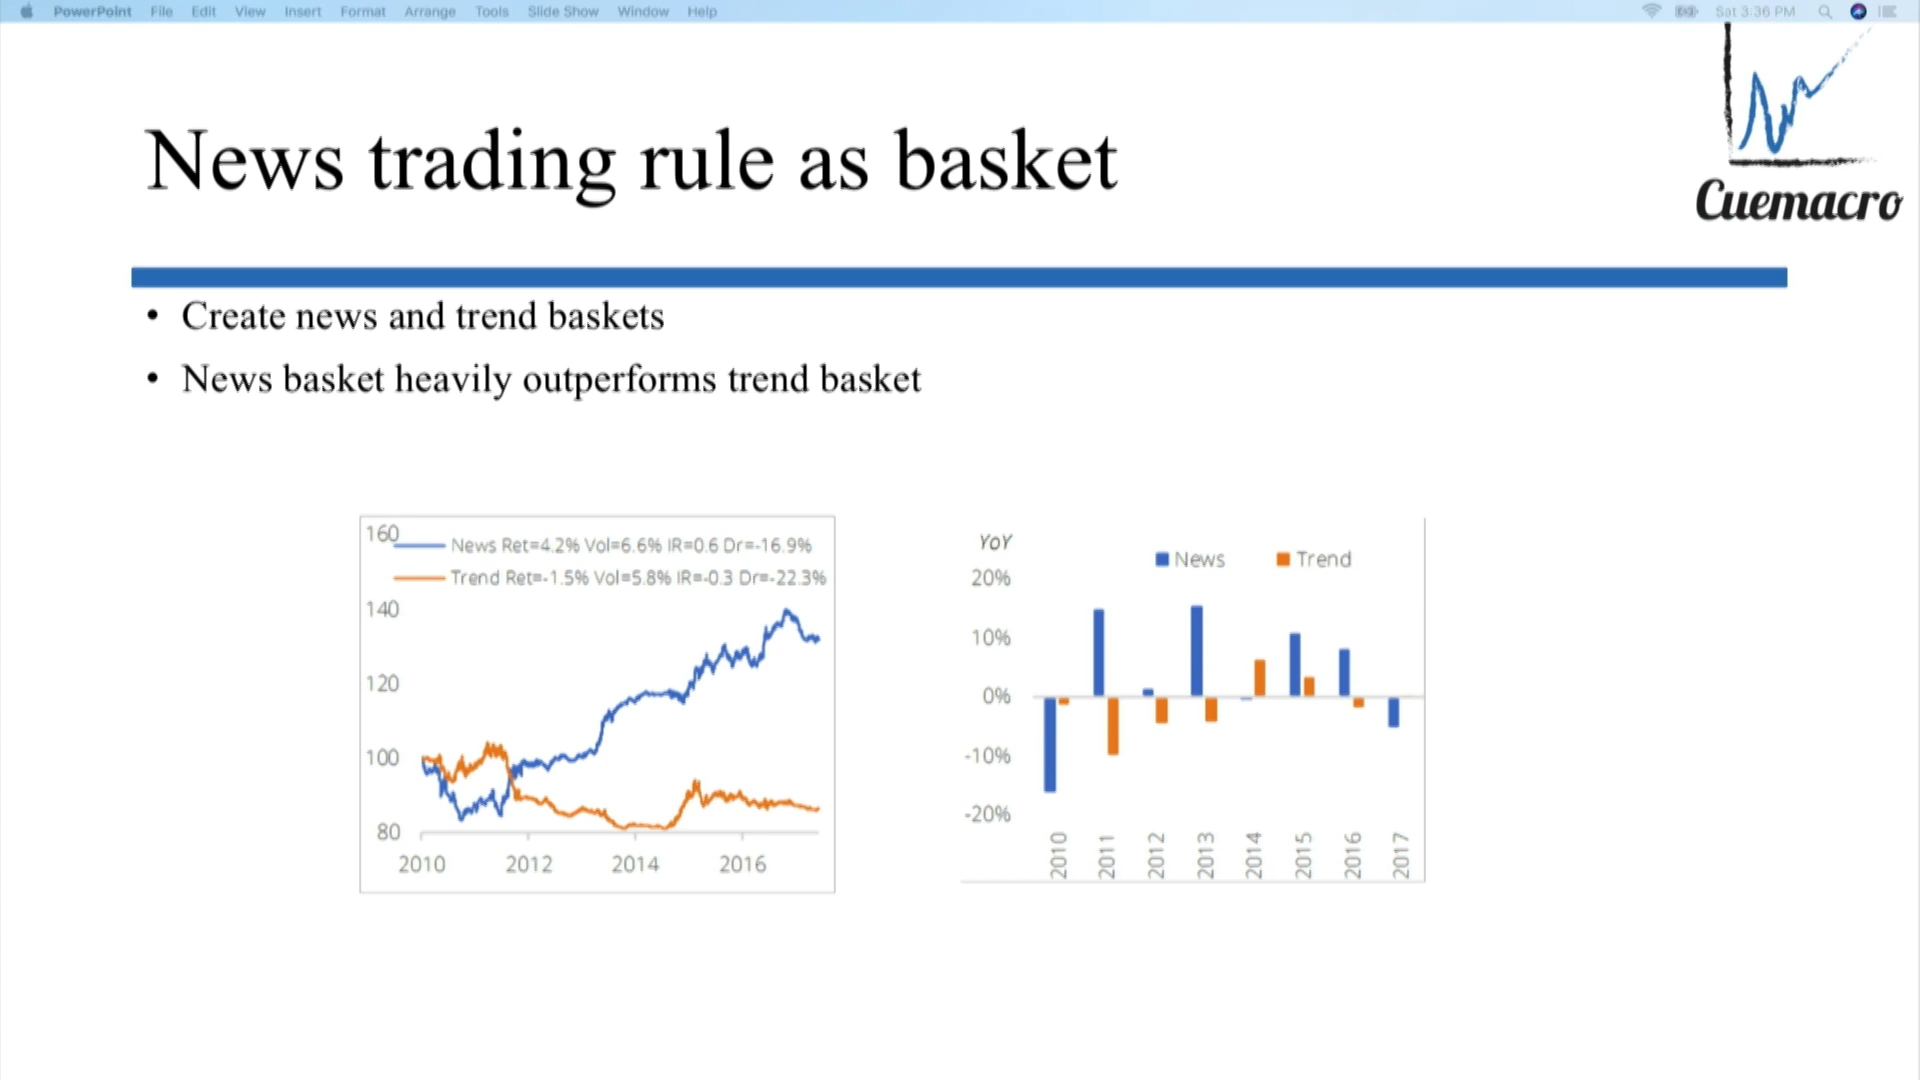 PowerPoint File Edit View Insert Format Arrange Tools Slide Show Window Help
Sat 3:36 PM
Cuemacro
News trading rule as basket
• Create news and trend baskets
• News basket heavily outperforms trend basket
160
News Ret=4.2% Vol=6.6% IR=0.6 Dr=-16.9%
Trend Ret=-1.5% Vol=5.8% IR=-0.3 Dr=-22.3%
140
120
100
80
2010 2012 2014 2016
YoY
News Trend
20%
10%
0%
-10%
-20%
2010 2011 2012 2013 2014 2015 2016 2017